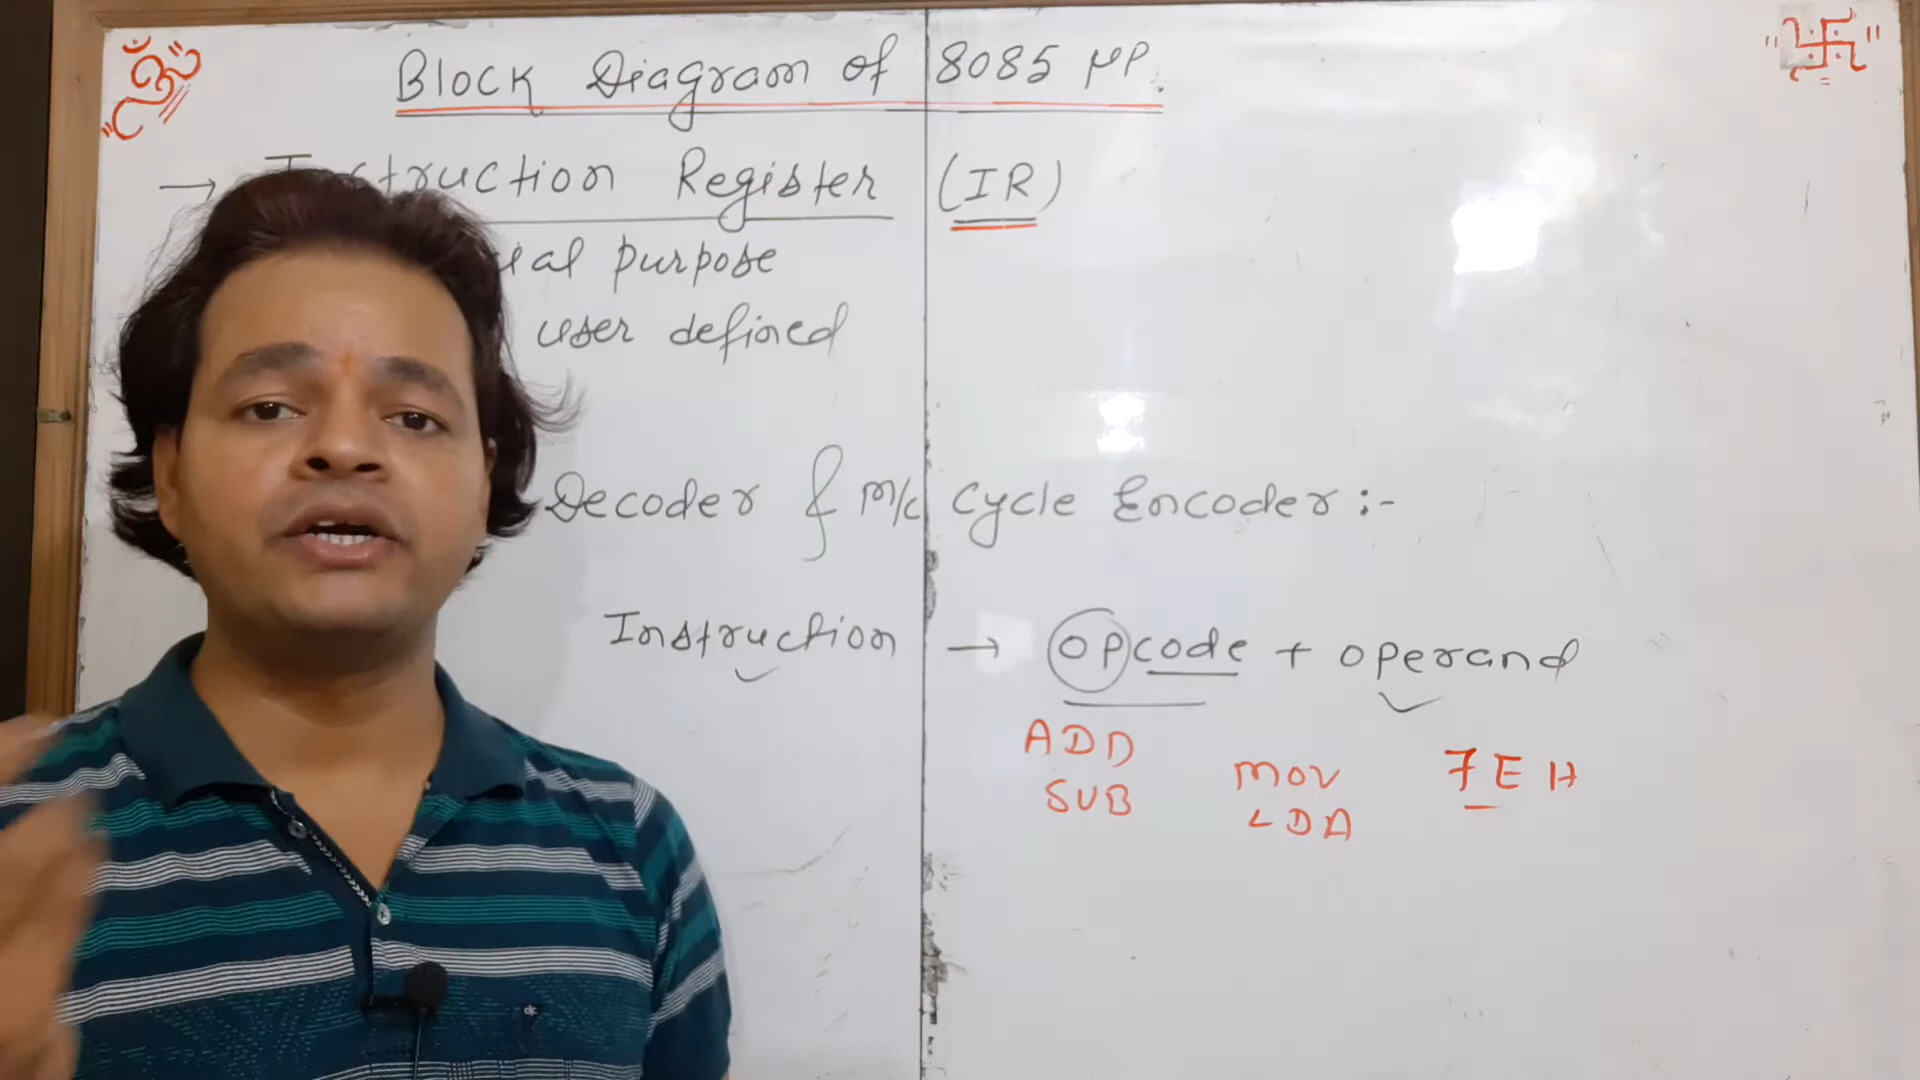 ॐ
Block Diagram of 8085 μP.
→ Instruction Register (IR)
purpose
user defined
Decoder & M/c Cycle Encoder :-
Instruction → opcode + operand
ADD
SUB
MOV
LDA
7EH